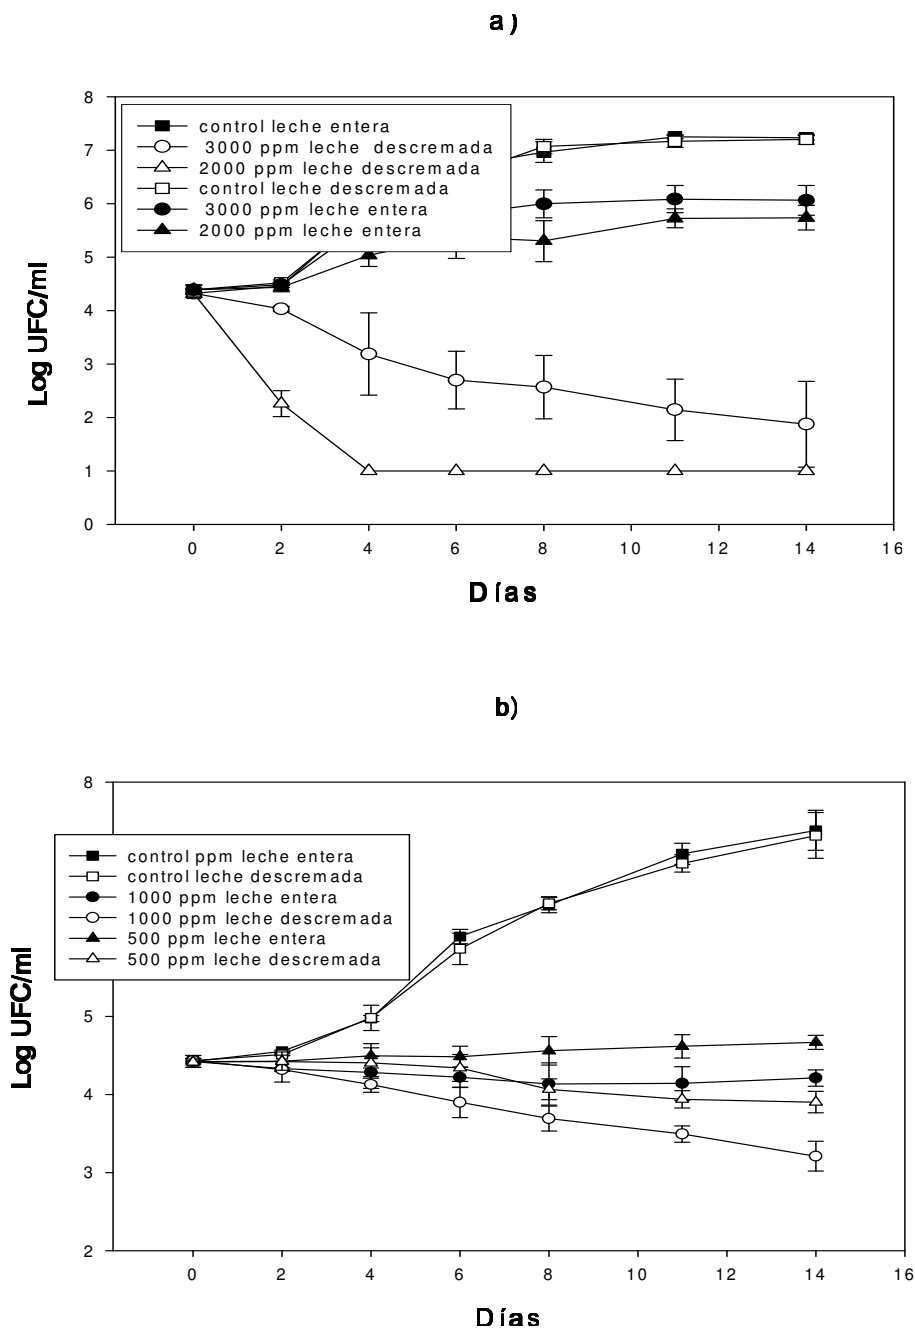 a)
8
7
6
5
4
3
2
1
0
control leche entera
3000 ppm leche descremada
2000 ppm leche descremada
control leche descremada
3000 ppm leche entera
2000 ppm leche entera
Log UFC/ml
0 2 4 6 8 10 12 14 16
Días
b)
8
5
4
3
2
control ppm leche entera
control leche descremada
1000 ppm leche entera
1000 ppm leche descremada
500 ppm leche entera
500 ppm leche descremada
Log UFC/ml
0 2 4 6 8 10 12 14 16
Días